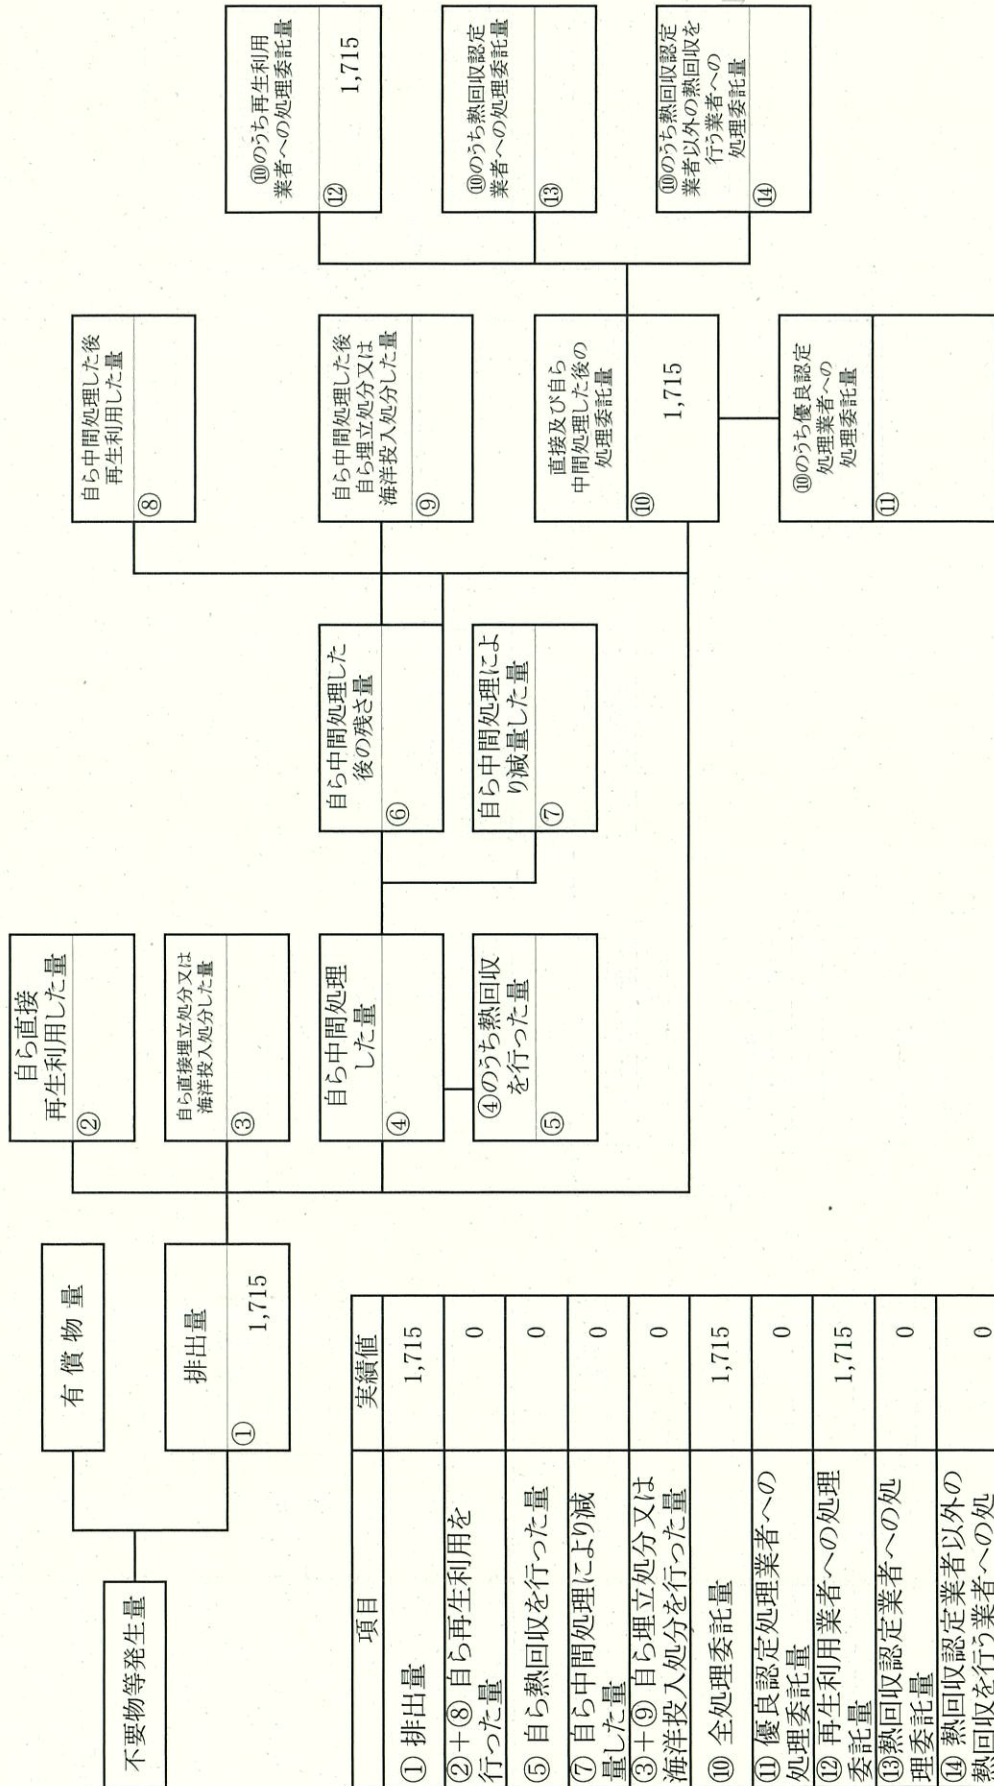 不要物等発生量
有償物量
排出量
①
1,715
自ら直接
再生利用した量
②
自ら直接埋立処分又は
海洋投入処分した量
③
自ら中間処理
した量
④
④のうち熱回収
を行った量
⑤
自ら中間処理した
後の残さ量
⑥
自ら中間処理によ
り減量した量
⑦
自ら中間処理した後
再生利用した量
⑧
自ら中間処理した後
自ら埋立処分又は
海洋投入処分した量
⑨
直接及び自ら
中間処理した後の
処理委託量
⑩
1,715
⑩のうち優良認定
処理業者への
処理委託量
⑪
⑩のうち再生利用
業者への処理委託量
⑫
1,715
⑩のうち熱回収認定
業者への処理委託量
⑬
⑩のうち熱回収認定
業者以外の熱回収を
行う業者への
処理委託量
⑭
項目 実績値
① 排出量 1,715
②+⑧ 自ら再生利用を
行った量 0
⑤ 自ら熱回収を行った量 0
⑦ 自ら中間処理により減
量した量 0
③+⑨ 自ら埋立処分又は
海洋投入処分を行った量 0
⑩ 全処理委託量 1,715
⑪ 優良認定処理業者への
処理委託量 0
⑫ 再生利用業者への処理
委託量 1,715
⑬熱回収認定業者への処
理委託量 0
⑭ 熱回収認定業者以外の
熱回収を行う業者への処 0